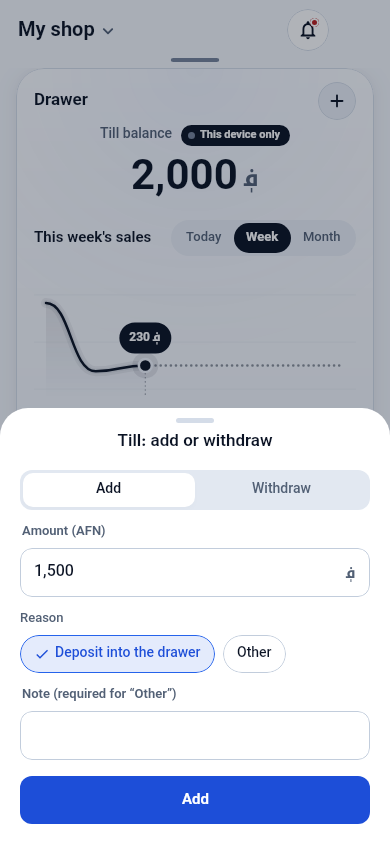 My shop
Drawer
Till balance
This device only
2,000 ؋
This week's sales
Today
Week
Month
230 ؋
Till: add or withdraw
Add
Withdraw
Amount (AFN)
1,500
؋
Reason
Deposit into the drawer
Other
Note (required for “Other”)
Add